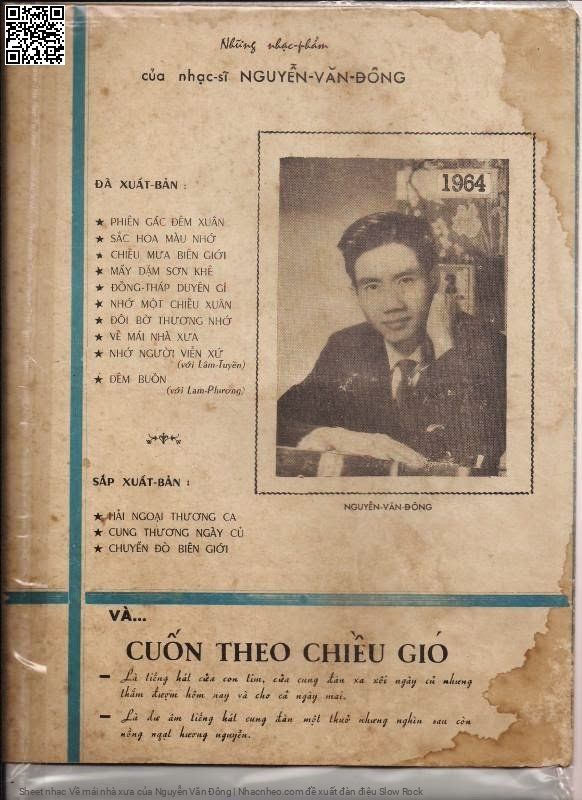 Những nhạc-phẩm
của nhạc-sĩ NGUYỄN-VĂN-ĐÔNG
1964
ĐÃ XUẤT-BẢN :
★ PHIÊN GÁC ĐÊM XUÂN
★ SẮC HOA MÀU NHỚ
★ CHIỀU MƯA BIÊN GIỚI
★ MẤY DẶM SƠN KHÊ
★ ĐỒNG-THÁP DUYÊN GÌ
★ NHỚ MỘT CHIỀU XUÂN
★ ĐÔI BỜ THƯƠNG NHỚ
★ VỀ MÁI NHÀ XƯA
★ NHỚ NGƯỜI VIỄN XỨ
(với Lâm-Tuyền)
★ ĐÊM BUỒN
(với Lam-Phương)
SẮP XUẤT-BẢN :
★ HẢI NGOẠI THƯƠNG CA
★ CUNG THƯƠNG NGÀY CŨ
★ CHUYẾN ĐÒ BIÊN GIỚI
NGUYỄN-VĂN-ĐÔNG
VÀ...
CUỐN THEO CHIỀU GIÓ
– Là tiếng hát của con tim, của cung đàn xa xôi ngày cũ nhưng
thắm đượm hôm nay và cho cả ngày mai.
– Là dư âm tiếng hát cung đàn một thuở nhưng nghìn sau còn
nồng ngát hương nguyền.
Sheet nhạc Về mái nhà xưa của Nguyễn Văn Đông | Nhacnheo.com đề xuất đàn điệu Slow Rock